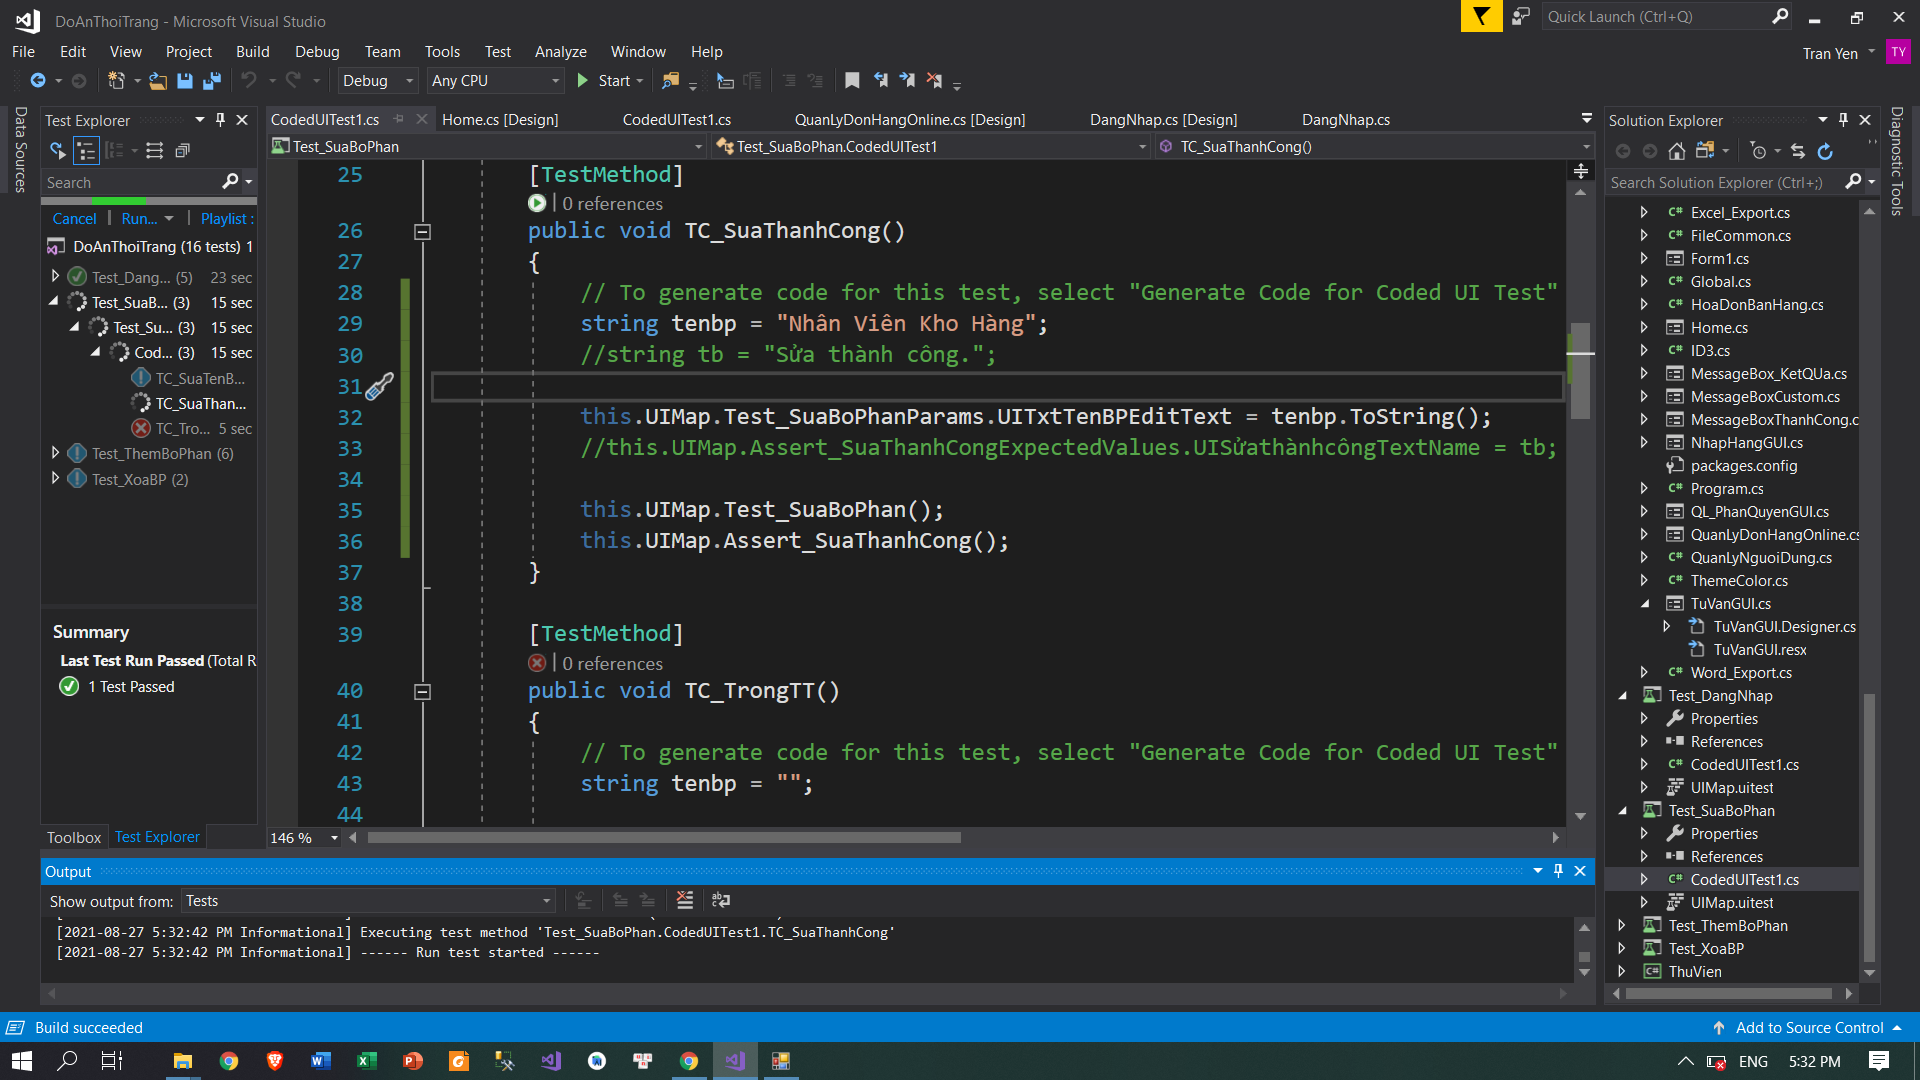 DoAnThoiTrang - Microsoft Visual Studio
Quick Launch (Ctrl+Q)
File Edit View Project Build Debug Team Tools Test Analyze Window Help
Tran Yen
TY
Debug
Any CPU
Start
Data Sources
Test Explorer
Search
Cancel
Run...
Playlist :
DoAnThoiTrang (16 tests) 1
Test_Dang... (5) 23 sec
Test_SuaB... (3) 15 sec
Test_Su... (3) 15 sec
Cod... (3) 15 sec
TC_SuaTenB...
TC_SuaThan...
TC_Tro... 5 sec
Test_ThemBoPhan (6)
Test_XoaBP (2)
Summary
Last Test Run Passed (Total R
1 Test Passed
Toolbox
Test Explorer
CodedUITest1.cs
Home.cs [Design]
CodedUITest1.cs
QuanLyDonHangOnline.cs [Design]
DangNhap.cs [Design]
DangNhap.cs
Test_SuaBoPhan
Test_SuaBoPhan.CodedUITest1
TC_SuaThanhCong()
25 [TestMethod]
0 references
26 public void TC_SuaThanhCong()
27 {
28 // To generate code for this test, select "Generate Code for Coded UI Test"
29 string tenbp = "Nhân Viên Kho Hàng";
30 //string tb = "Sửa thành công.";
31
32 this.UIMap.Test_SuaBoPhanParams.UITxtTenBPEditText = tenbp.ToString();
33 //this.UIMap.Assert_SuaThanhCongExpectedValues.UISửathànhcôngTextName = tb;
34
35 this.UIMap.Test_SuaBoPhan();
36 this.UIMap.Assert_SuaThanhCong();
37 }
38
39 [TestMethod]
0 references
40 public void TC_TrongTT()
41 {
42 // To generate code for this test, select "Generate Code for Coded UI Test"
43 string tenbp = "";
44
146 %
Output
Show output from:
Tests
[2021-08-27 5:32:42 PM Informational] Executing test method 'Test_SuaBoPhan.CodedUITest1.TC_SuaThanhCong'
[2021-08-27 5:32:42 PM Informational] ------ Run test started ------
Solution Explorer
Search Solution Explorer (Ctrl+;)
Excel_Export.cs
FileCommon.cs
Form1.cs
Global.cs
HoaDonBanHang.cs
Home.cs
ID3.cs
MessageBox_KetQUa.cs
MessageBoxCustom.cs
MessageBoxThanhCong.c
NhapHangGUI.cs
packages.config
Program.cs
QL_PhanQuyenGUI.cs
QuanLyDonHangOnline.cs
QuanLyNguoiDung.cs
ThemeColor.cs
TuVanGUI.cs
TuVanGUI.Designer.cs
TuVanGUI.resx
Word_Export.cs
Test_DangNhap
Properties
References
CodedUITest1.cs
UIMap.uitest
Test_SuaBoPhan
Properties
References
CodedUITest1.cs
UIMap.uitest
Test_ThemBoPhan
Test_XoaBP
ThuVien
Diagnostic Tools
Build succeeded
Add to Source Control
ENG
5:32 PM